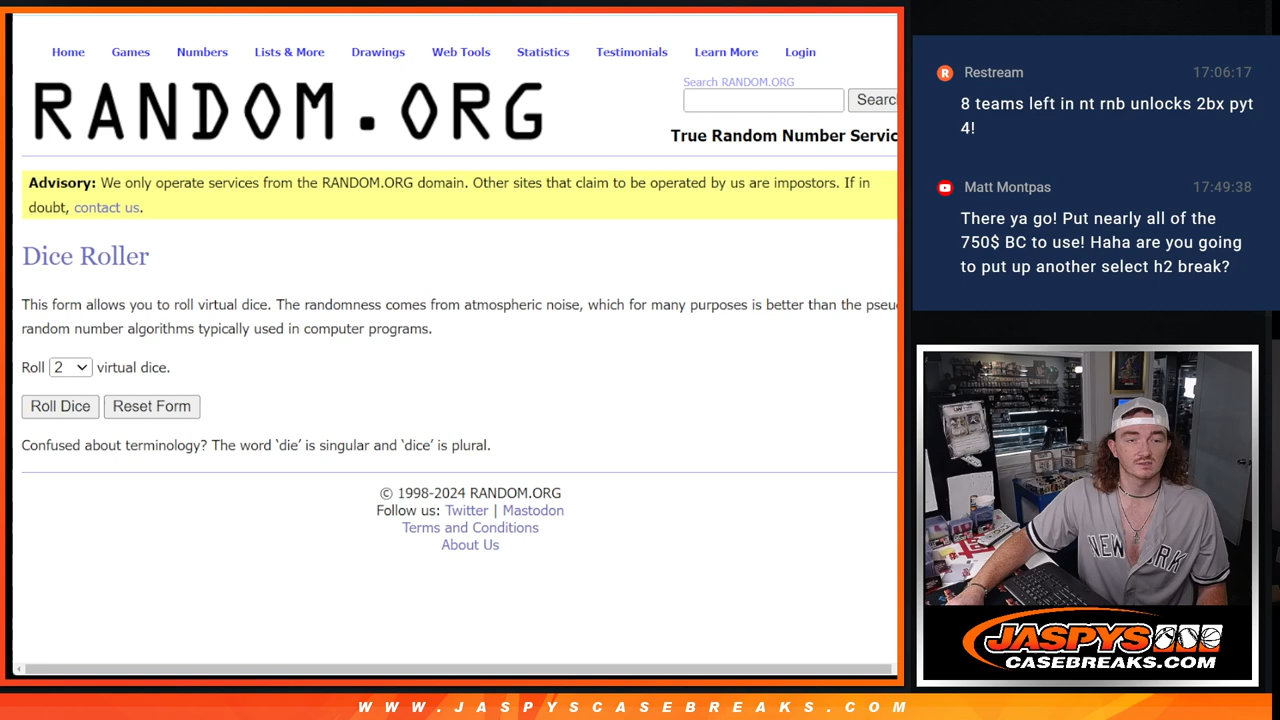 Home Games Numbers Lists & More Drawings Web Tools Statistics Testimonials Learn More Login
RANDOM.ORG
Search RANDOM.ORG
Searc
True Random Number Servic
Advisory: We only operate services from the RANDOM.ORG domain. Other sites that claim to be operated by us are impostors. If in
doubt, contact us.
Dice Roller
This form allows you to roll virtual dice. The randomness comes from atmospheric noise, which for many purposes is better than the pseu
random number algorithms typically used in computer programs.
Roll 2 virtual dice.
Roll Dice Reset Form
Confused about terminology? The word ‘die’ is singular and ‘dice’ is plural.
© 1998-2024 RANDOM.ORG
Follow us: Twitter | Mastodon
Terms and Conditions
About Us
R Restream 17:06:17
8 teams left in nt rnb unlocks 2bx pyt
4!
Matt Montpas 17:49:38
There ya go! Put nearly all of the
750$ BC to use! Haha are you going
to put up another select h2 break?
NEW RK
JASPYS
CASEBREAKS.COM
WWW.JASPYSCASEBREAKS.COM